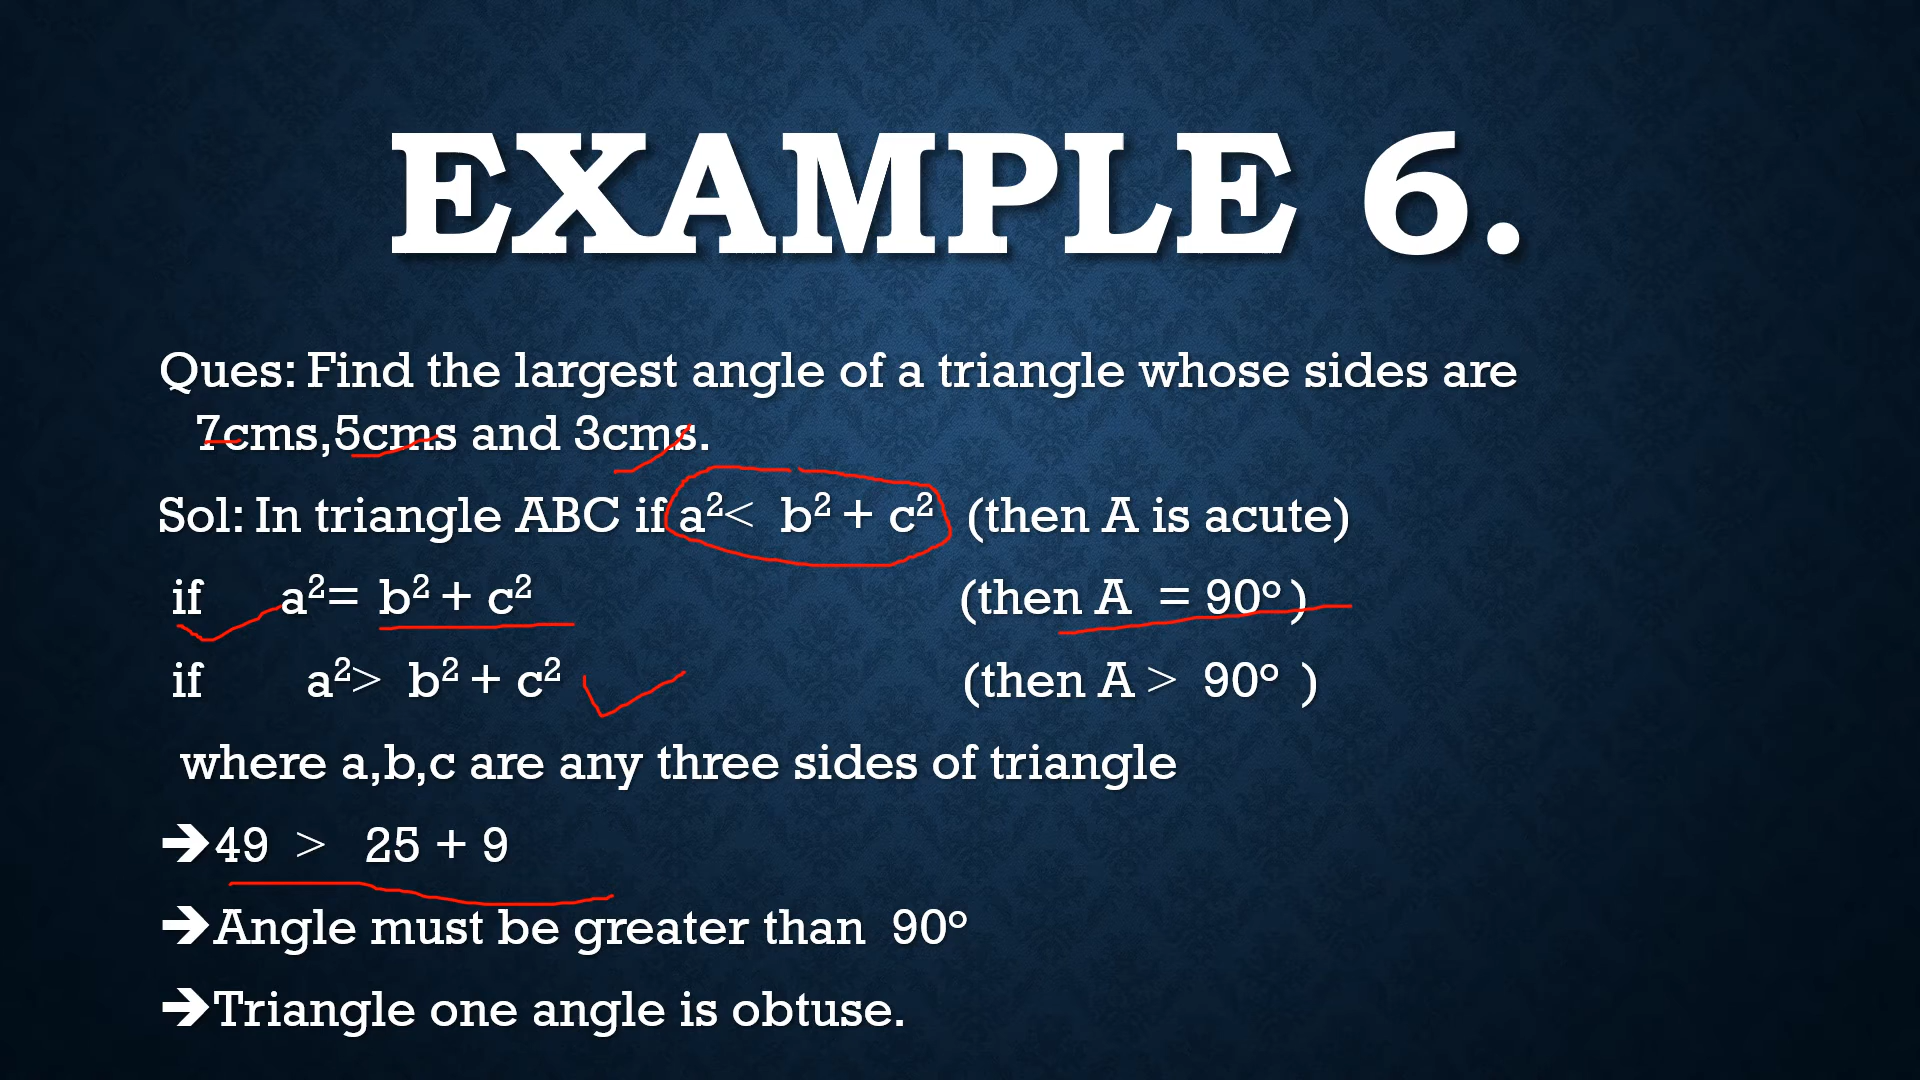 EXAMPLE 6.
Ques: Find the largest angle of a triangle whose sides are
7cms,5cms and 3cms.
Sol: In triangle ABC if a²< b² + c² (then A is acute)
if a²= b² + c² (then A = 90° )
if a²> b² + c² (then A > 90° )
where a,b,c are any three sides of triangle
➔49 > 25 + 9
➔Angle must be greater than 90°
➔Triangle one angle is obtuse.